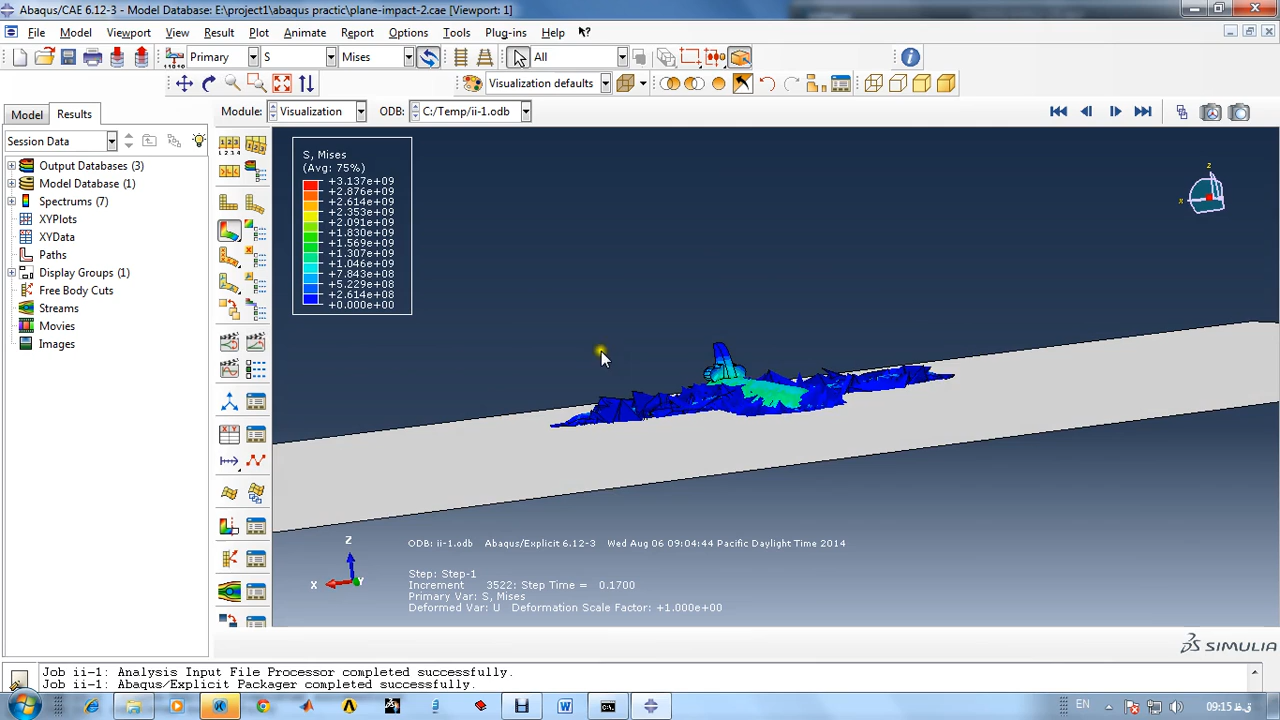 Abaqus/CAE 6.12-3 - Model Database: E:\project1\abaqus practic\plane-impact-2.cae [Viewport: 1]
File Model Viewport View Result Plot Animate Report Options Tools Plug-ins Help
Primary S Mises All
Visualization defaults
Model Results Module: Visualization ODB: C:/Temp/ii-1.odb
Session Data
Output Databases (3)
Model Database (1)
Spectrums (7)
XYPlots
XYData
Paths
Display Groups (1)
Free Body Cuts
Streams
Movies
Images
S, Mises
(Avg: 75%)
+3.137e+09
+2.876e+09
+2.614e+09
+2.353e+09
+2.091e+09
+1.830e+09
+1.569e+09
+1.307e+09
+1.046e+09
+7.843e+08
+5.229e+08
+2.614e+08
+0.000e+00
Z
X
Z
X
Y
ODB: ii-1.odb Abaqus/Explicit 6.12-3 Wed Aug 06 09:04:44 Pacific Daylight Time 2014
Step: Step-1
Increment 3522: Step Time = 0.1700
Primary Var: S, Mises
Deformed Var: U Deformation Scale Factor: +1.000e+00
SIMULIA
Job ii-1: Analysis Input File Processor completed successfully.
Job ii-1: Abaqus/Explicit Packager completed successfully.
EN
09:15 ق.ظ